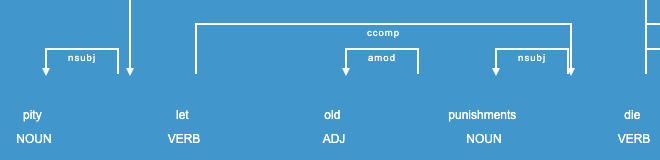 ccomp
nsubj amod nsubj
pity let old punishments die
NOUN VERB ADJ NOUN VERB